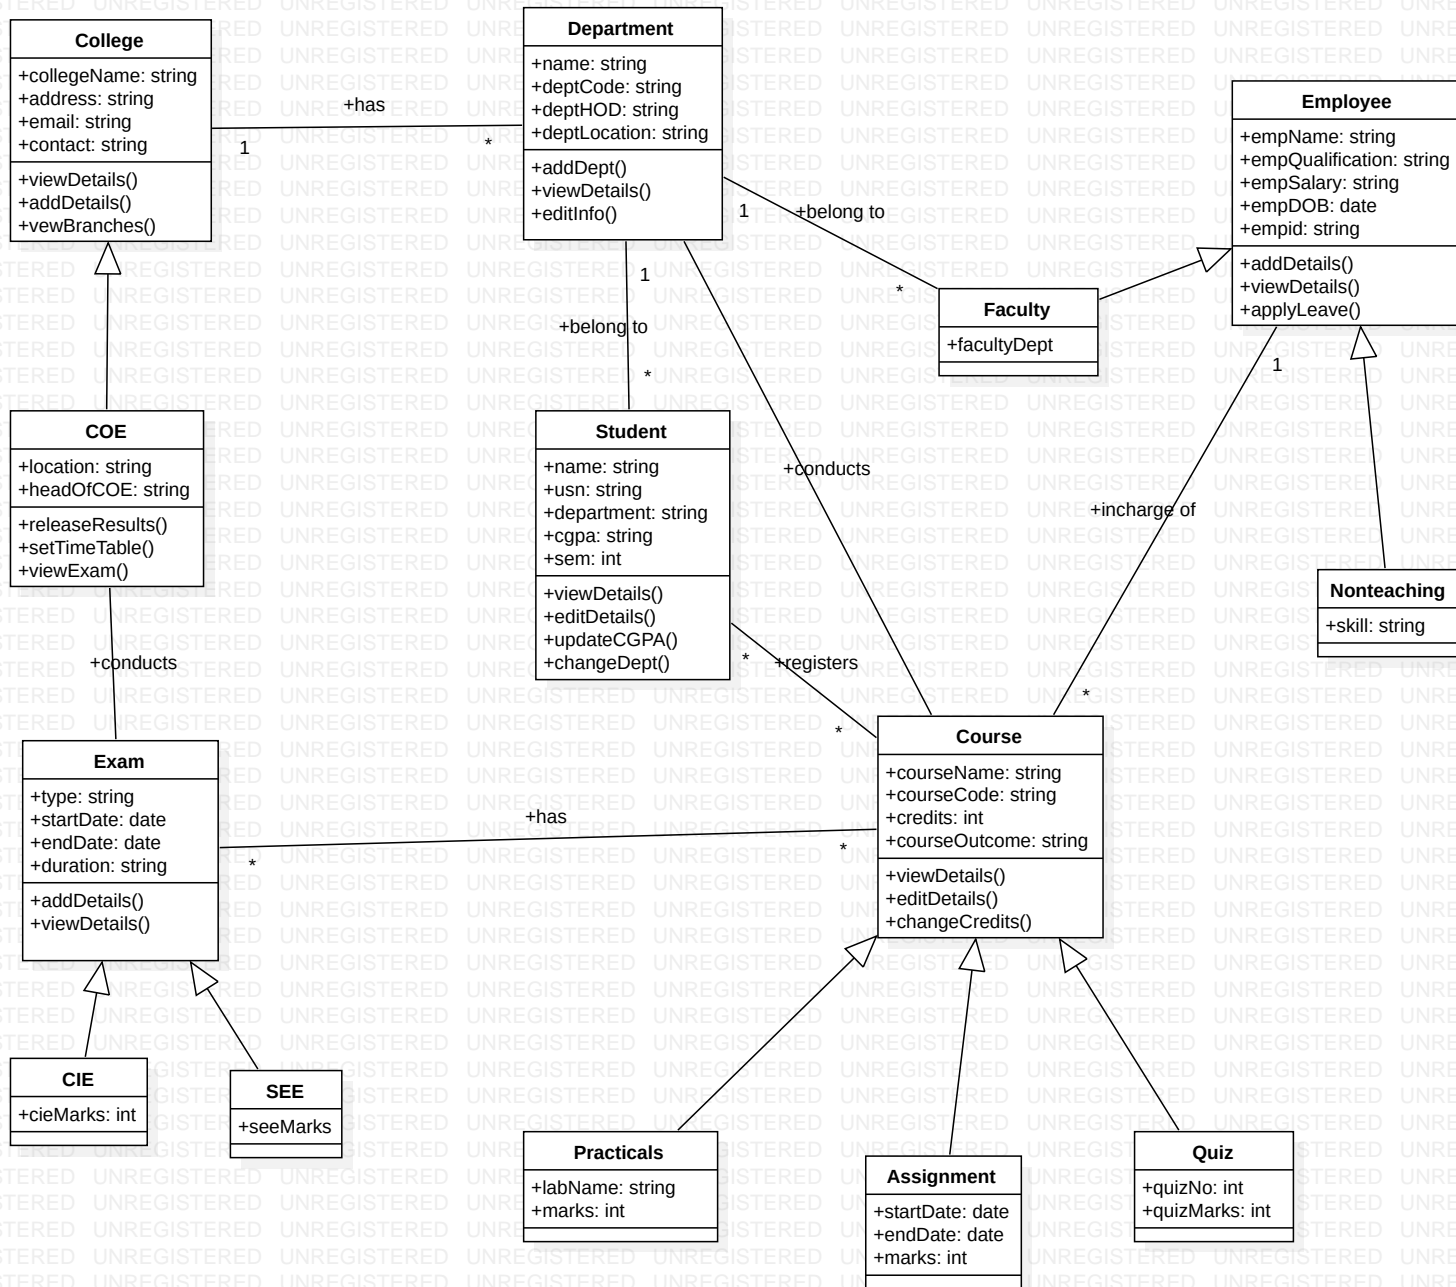 College
+collegeName: string
+address: string
+email: string
+contact: string
+viewDetails()
+addDetails()
+vewBranches()
+has
1
*
Department
+name: string
+deptCode: string
+deptHOD: string
+deptLocation: string
+addDept()
+viewDetails()
+editInfo()
1
+belong to
*
Employee
+empName: string
+empQualification: string
+empSalary: string
+empDOB: date
+empid: string
+addDetails()
+viewDetails()
+applyLeave()
Faculty
+facultyDept
1
+belong to
*
1
+incharge of
*
COE
+location: string
+headOfCOE: string
+releaseResults()
+setTimeTable()
+viewExam()
+conducts
Student
+name: string
+usn: string
+department: string
+cgpa: string
+sem: int
+viewDetails()
+editDetails()
+updateCGPA()
+changeDept()
+conducts
*
+registers
*
Nonteaching
+skill: string
Exam
+type: string
+startDate: date
+endDate: date
+duration: string
+addDetails()
+viewDetails()
+has
*
*
Course
+courseName: string
+courseCode: string
+credits: int
+courseOutcome: string
+viewDetails()
+editDetails()
+changeCredits()
CIE
+cieMarks: int
SEE
+seeMarks
Practicals
+labName: string
+marks: int
Assignment
+startDate: date
+endDate: date
+marks: int
Quiz
+quizNo: int
+quizMarks: int
UNREGISTERED